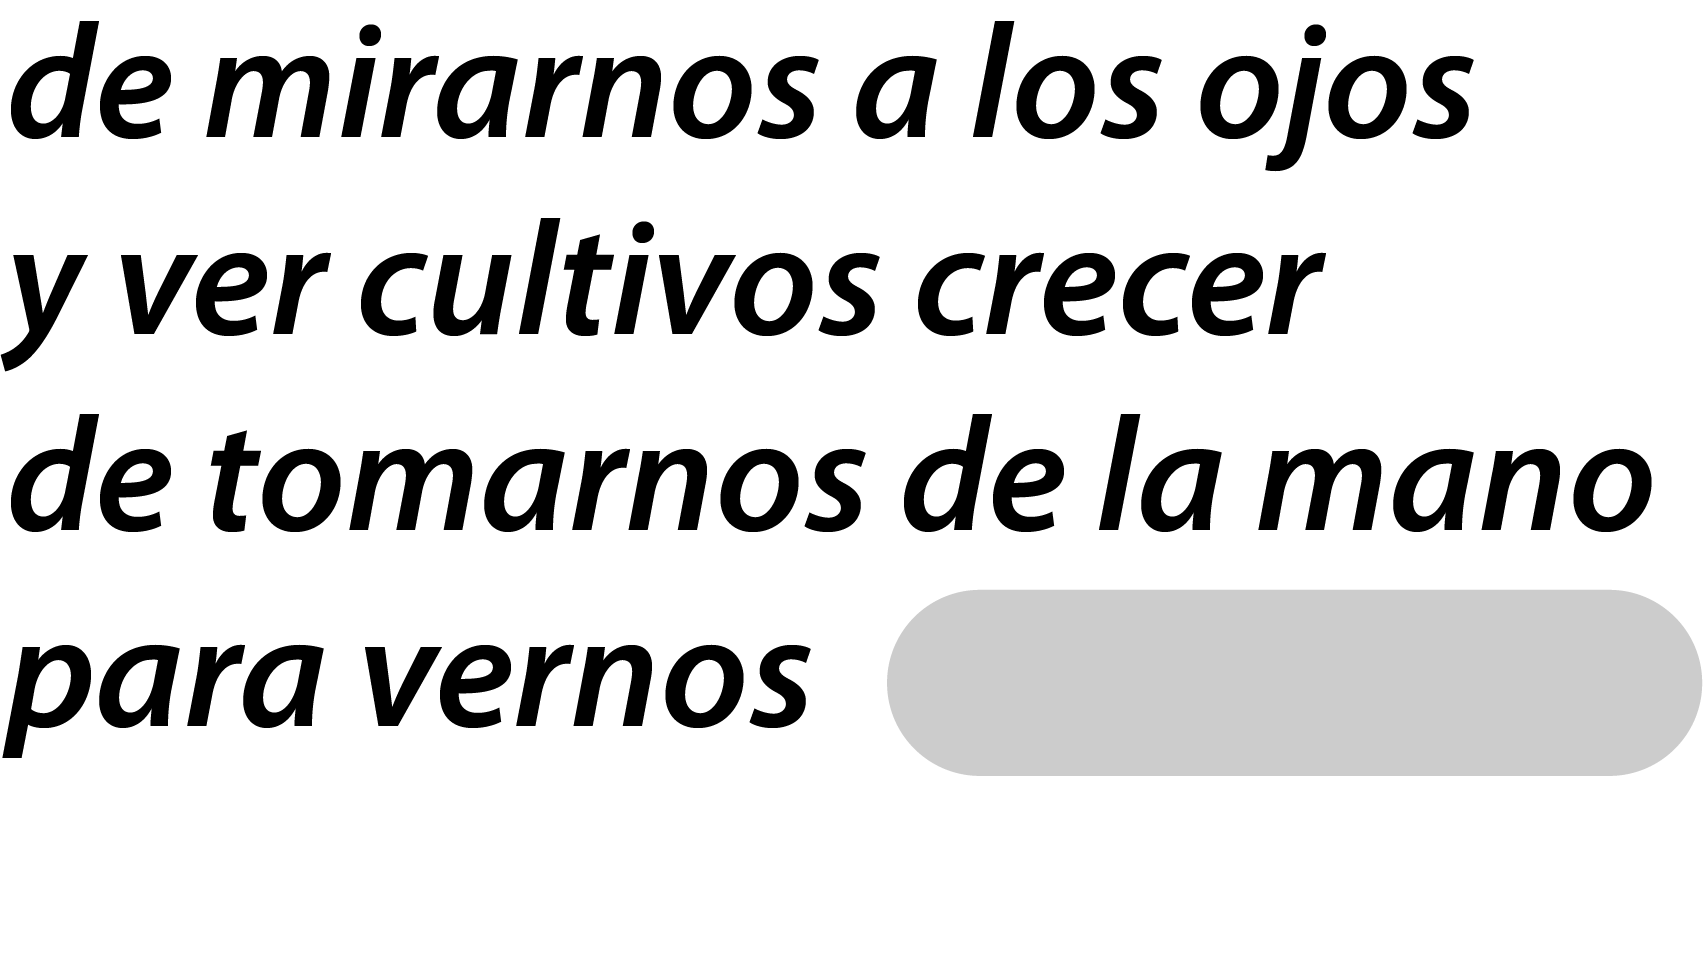 de mirarnos a los ojos
y ver cultivos crecer
de tomarnos de la mano
para vernos